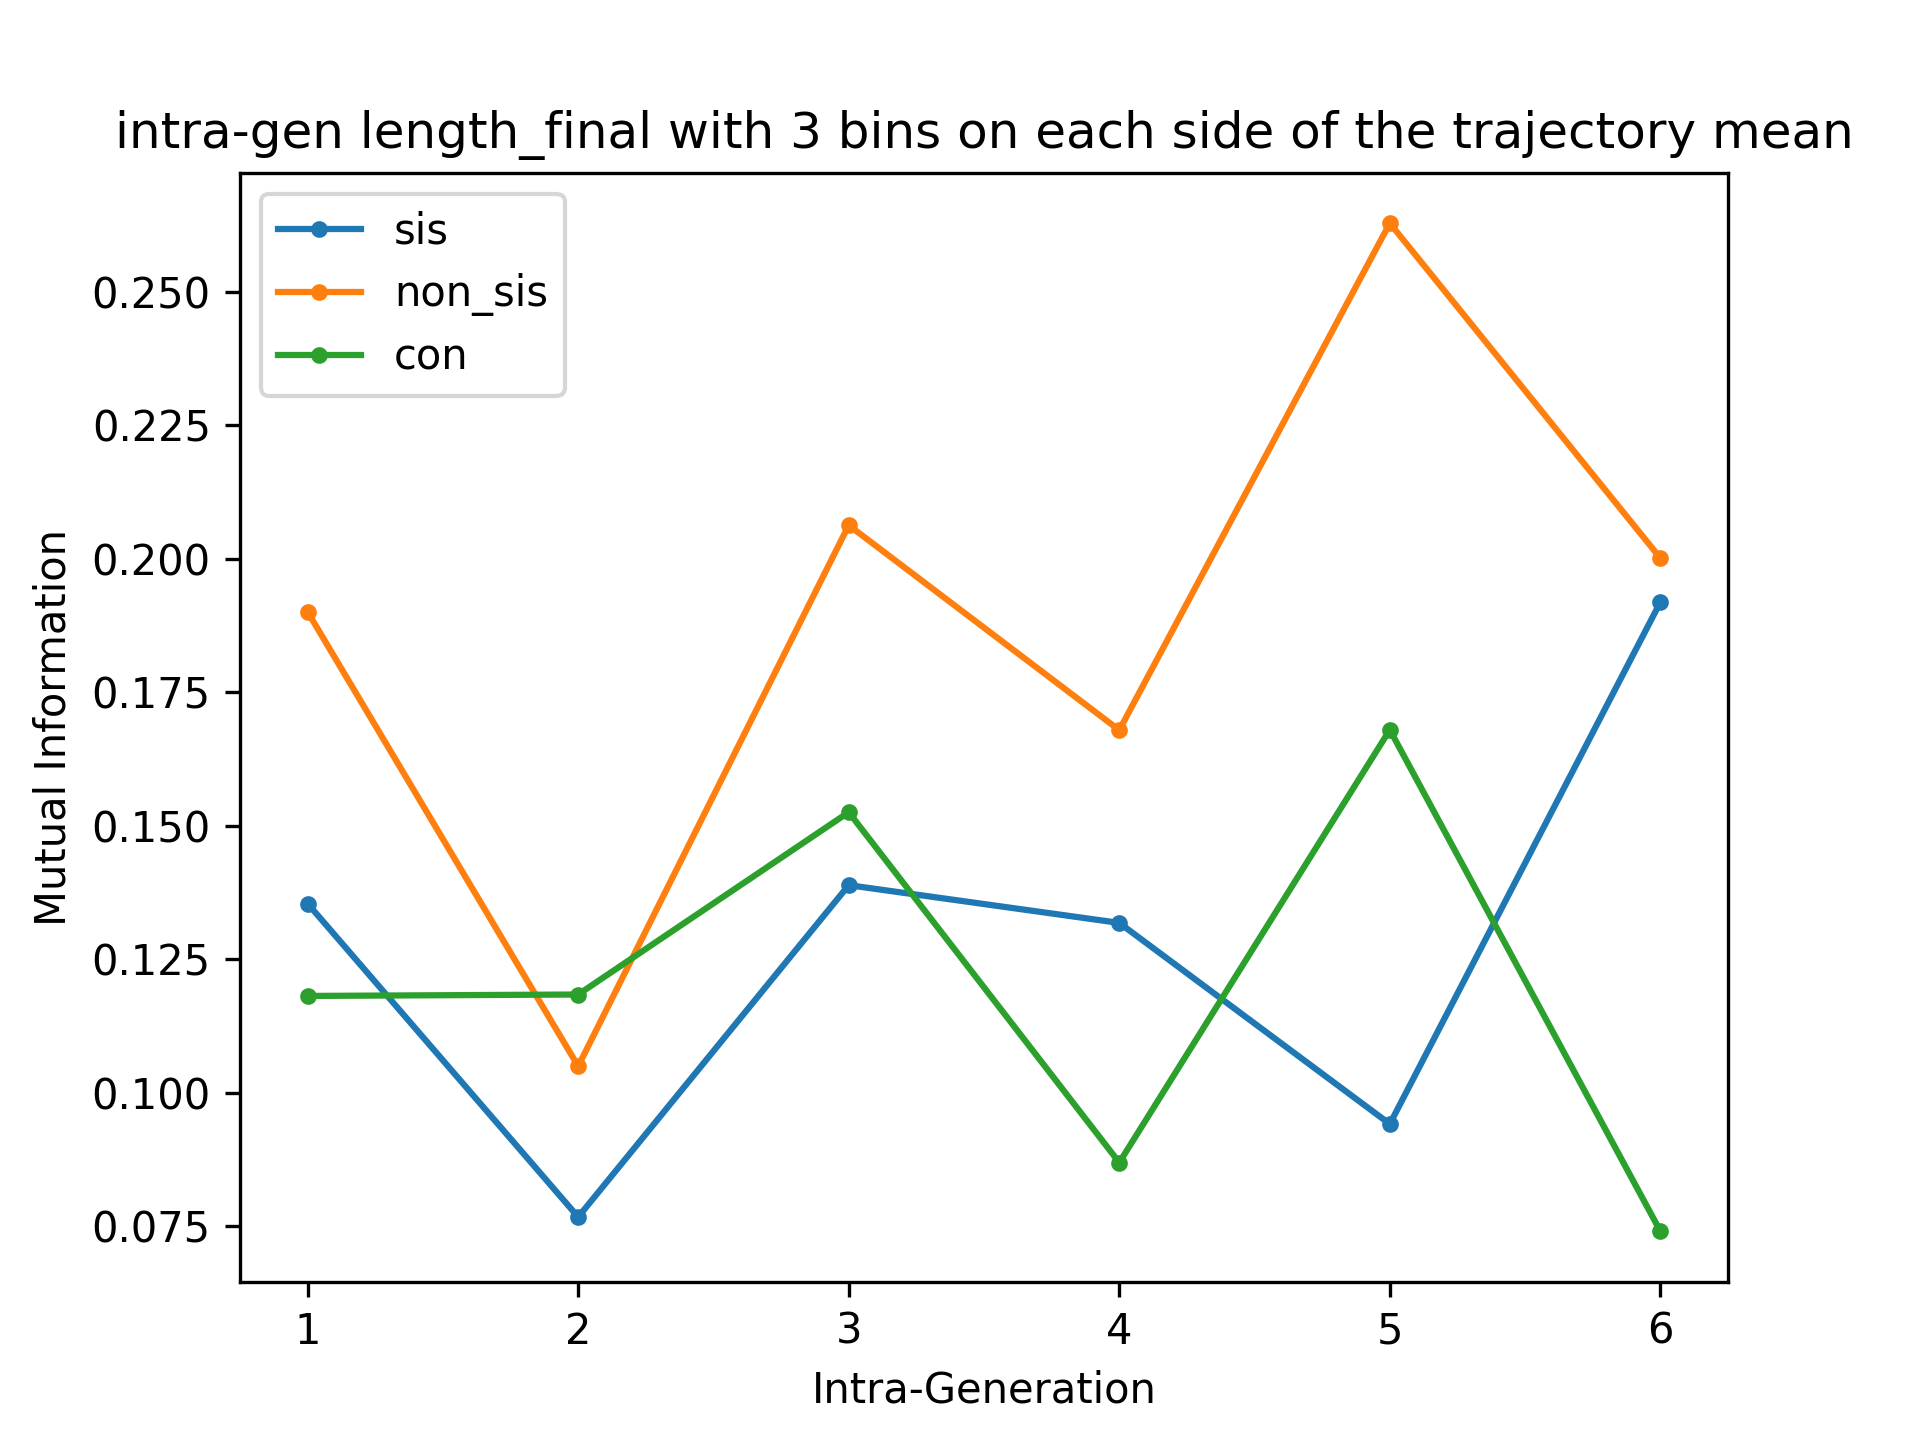 intra-gen length_final with 3 bins on each side of the trajectory mean
sis
non_sis
con
0.250
0.225
0.200
0.175
0.150
0.125
0.100
0.075
Mutual Information
1 2 3 4 5 6
Intra-Generation